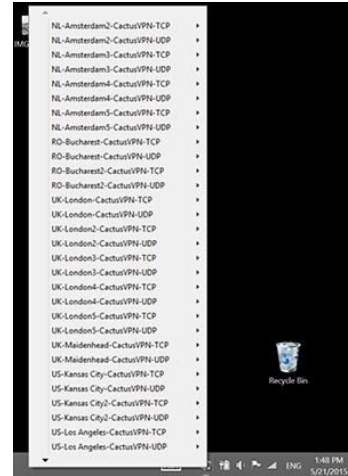 IMG
NL-Amsterdam2-CactusVPN-TCP
NL-Amsterdam2-CactusVPN-UDP
NL-Amsterdam3-CactusVPN-TCP
NL-Amsterdam3-CactusVPN-UDP
NL-Amsterdam4-CactusVPN-TCP
NL-Amsterdam4-CactusVPN-UDP
NL-Amsterdam5-CactusVPN-TCP
NL-Amsterdam5-CactusVPN-UDP
RO-Bucharest-CactusVPN-TCP
RO-Bucharest-CactusVPN-UDP
RO-Bucharest2-CactusVPN-TCP
RO-Bucharest2-CactusVPN-UDP
UK-London-CactusVPN-TCP
UK-London-CactusVPN-UDP
UK-London2-CactusVPN-TCP
UK-London2-CactusVPN-UDP
UK-London3-CactusVPN-TCP
UK-London3-CactusVPN-UDP
UK-London4-CactusVPN-TCP
UK-London4-CactusVPN-UDP
UK-London5-CactusVPN-TCP
UK-London5-CactusVPN-UDP
UK-Maidenhead-CactusVPN-TCP
UK-Maidenhead-CactusVPN-UDP
US-Kansas City-CactusVPN-TCP
US-Kansas City-CactusVPN-UDP
US-Kansas City2-CactusVPN-TCP
US-Kansas City2-CactusVPN-UDP
US-Los Angeles-CactusVPN-TCP
US-Los Angeles-CactusVPN-UDP
Recycle Bin
ENG
1:48 PM
5/21/2015